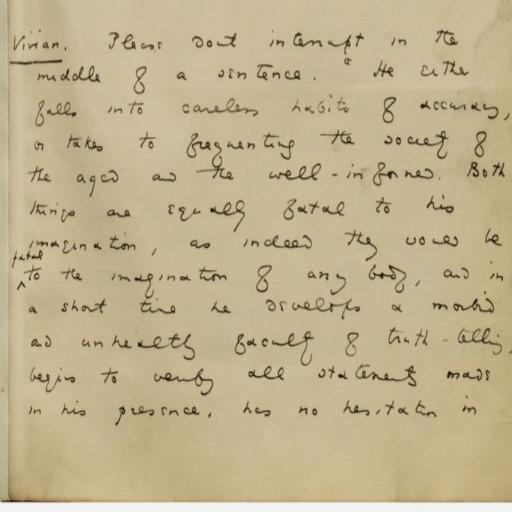 Vivian. Please dont interrupt in the
middle of a sentence. " He either
falls into careless habits of accuracy,
or takes to frequenting the society of
the aged and the well-informed. Both
things are equally fatal to his
imagination, as indeed they would be
fatal
to the imagination of any body, and in
a short time he develops a morbid
and unhealthy faculty of truth-telling,
begins to verify all statements made
in his presence, has no hesitation in